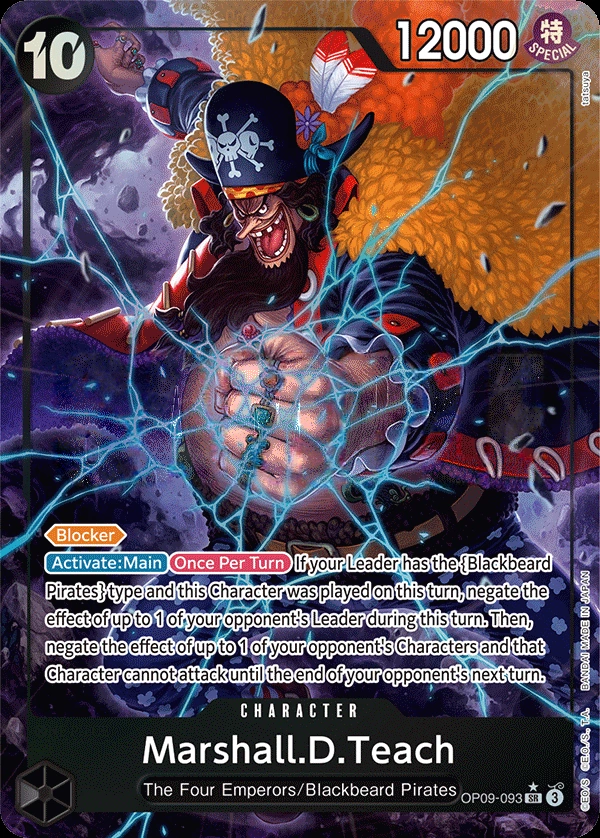 10
12000
特
SPECIAL
tatsuya
Blocker
Activate:Main Once Per Turn If your Leader has the {Blackbeard
Pirates} type and this Character was played on this turn, negate the
effect of up to 1 of your opponent's Leader during this turn. Then,
negate the effect of up to 1 of your opponent's Characters and that
Character cannot attack until the end of your opponent's next turn.
©E.O/S. ©E.O./S., T.A. BANDAI MADE IN JAPAN
CHARACTER
Marshall.D.Teach
The Four Emperors/Blackbeard Pirates
OP09-093 ★ SR 3